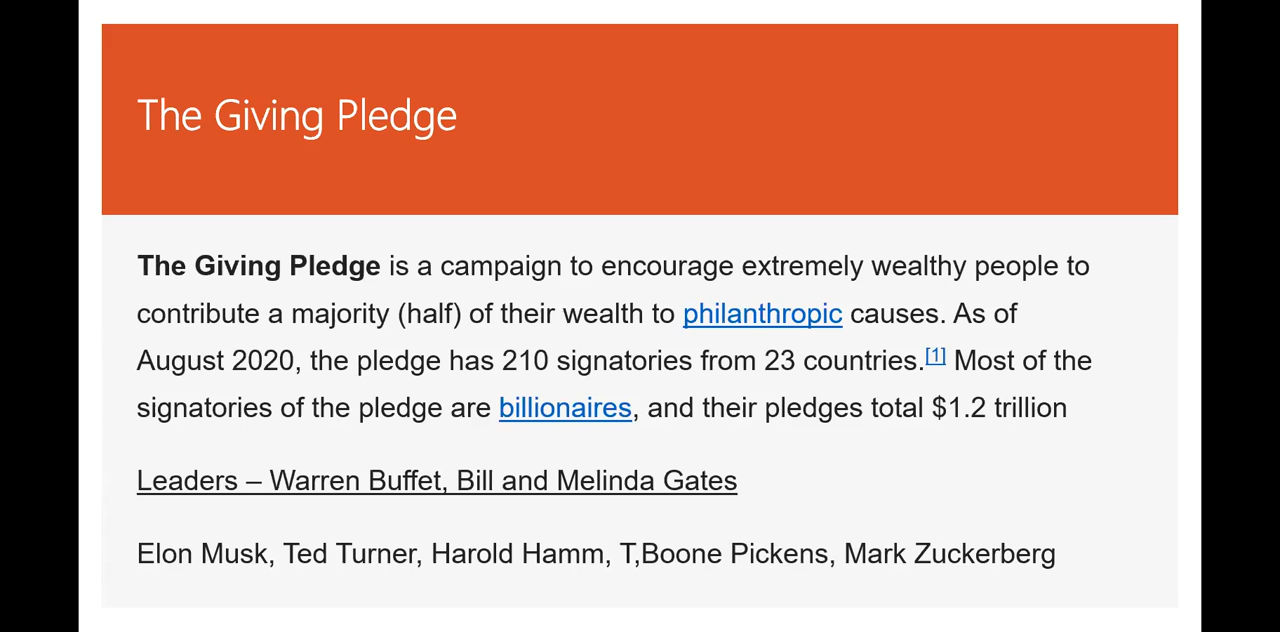 The Giving Pledge
The Giving Pledge is a campaign to encourage extremely wealthy people to
contribute a majority (half) of their wealth to philanthropic causes. As of
August 2020, the pledge has 210 signatories from 23 countries.[1] Most of the
signatories of the pledge are billionaires, and their pledges total $1.2 trillion
Leaders – Warren Buffet, Bill and Melinda Gates
Elon Musk, Ted Turner, Harold Hamm, T,Boone Pickens, Mark Zuckerberg